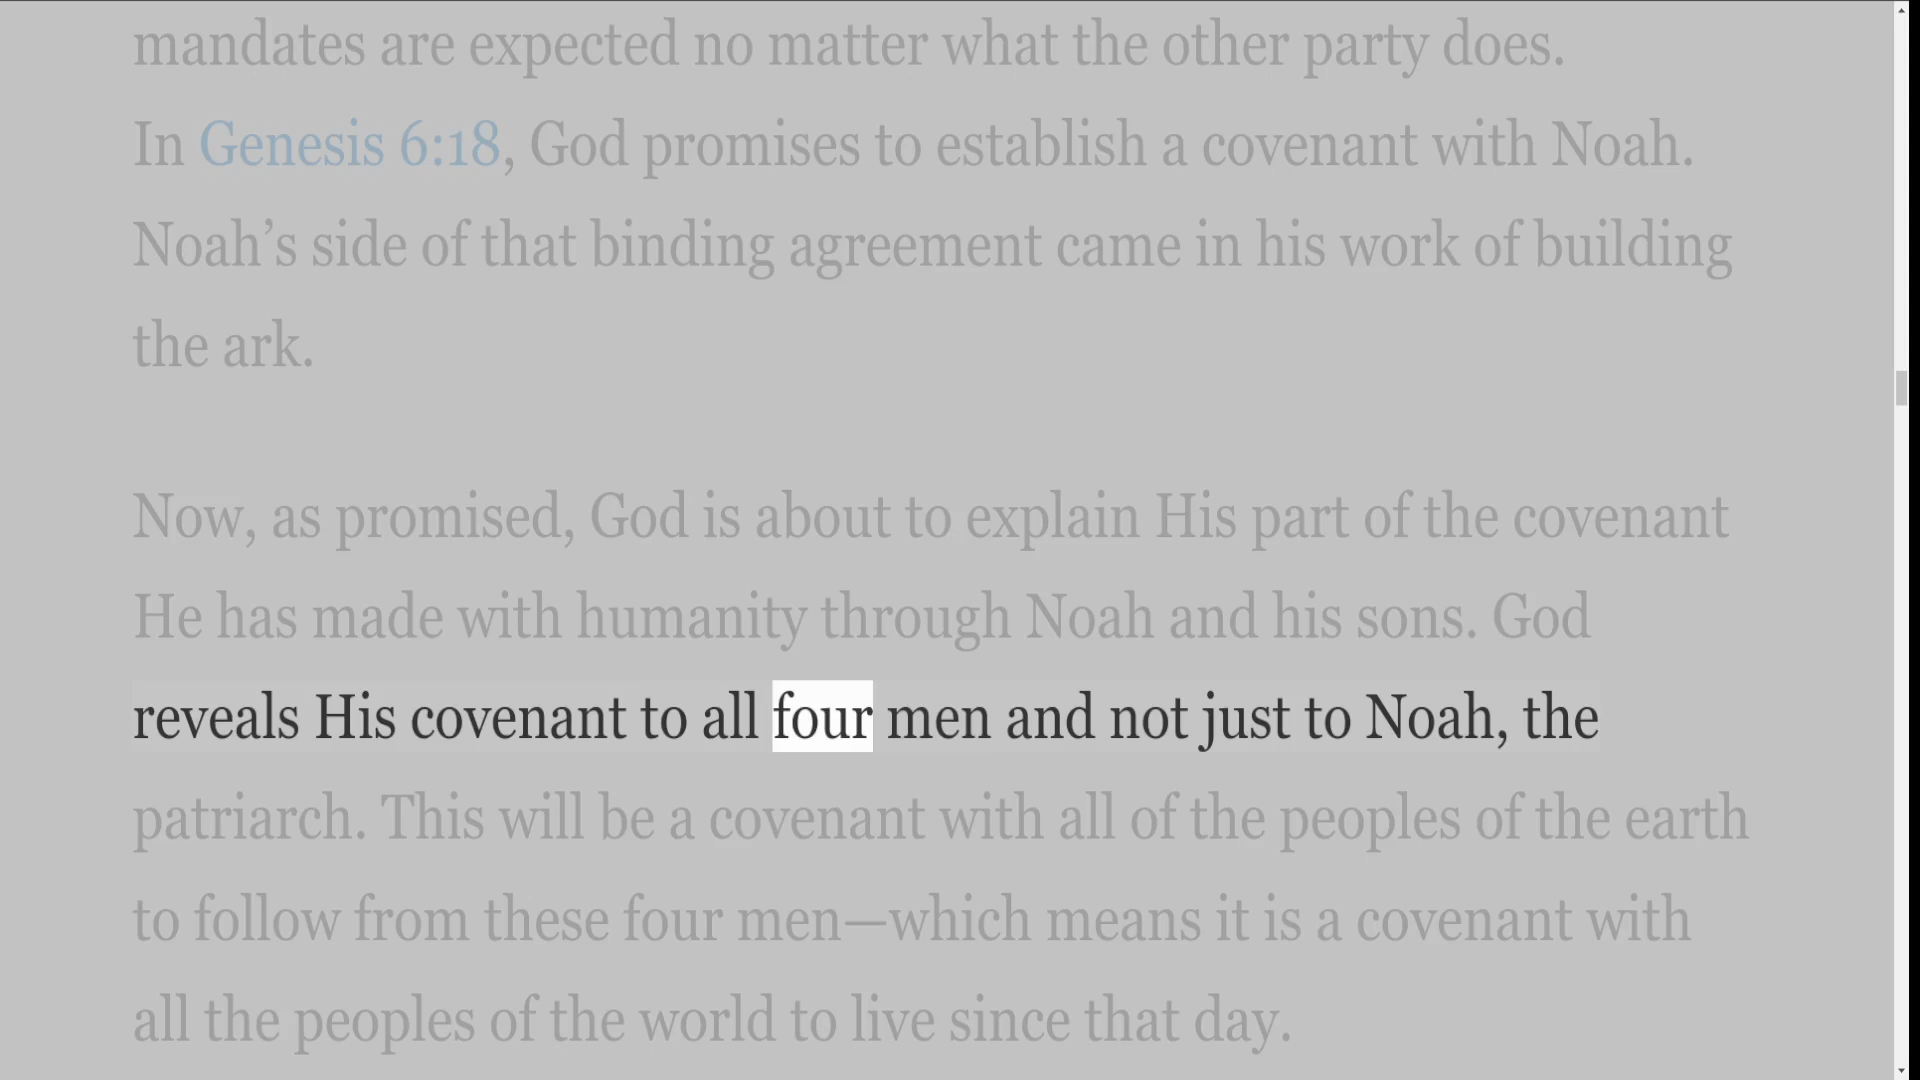 mandates are expected no matter what the other party does.
In Genesis 6:18, God promises to establish a covenant with Noah.
Noah’s side of that binding agreement came in his work of building
the ark.
Now, as promised, God is about to explain His part of the covenant
He has made with humanity through Noah and his sons. God
reveals His covenant to all four men and not just to Noah, the
patriarch. This will be a covenant with all of the peoples of the earth
to follow from these four men—which means it is a covenant with
all the peoples of the world to live since that day.